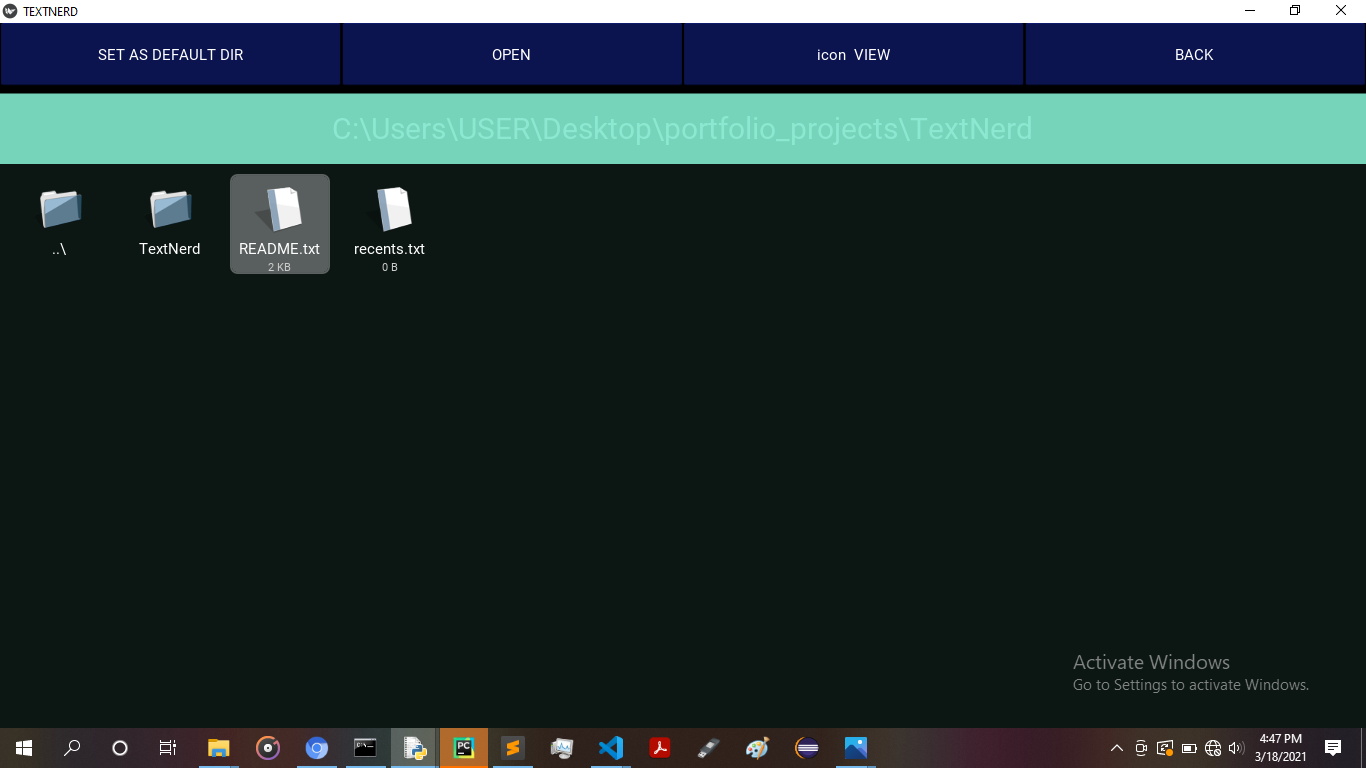 TEXTNERD
SET AS DEFAULT DIR
OPEN
icon VIEW
BACK
C:\Users\USER\Desktop\portfolio_projects\TextNerd
..\
TextNerd
README.txt
recents.txt
2 KB
0 B
Activate Windows
Go to Settings to activate Windows.
PC
4:47 PM
3/18/2021